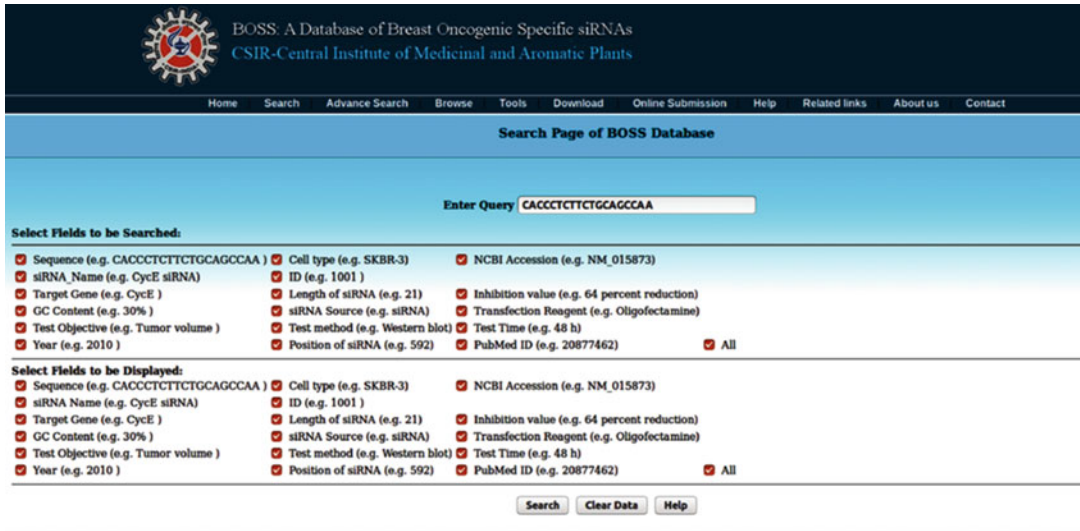 BOSS: A Database of Breast Oncogenic Specific siRNAs
CSIR-Central Institute of Medicinal and Aromatic Plants
Home Search Advance Search Browse Tools Download Online Submission Help Related links About us Contact
Search Page of BOSS Database
Enter Query CACCCTCTTCTGCAGCCAA
Select Fields to be Searched:
Sequence (e.g. CACCCTCTTCTGCAGCCAA ) Cell type (e.g. SKBR-3) NCBI Accession (e.g. NM_015873)
siRNA_Name (e.g. CycE siRNA) ID (e.g. 1001 )
Target Gene (e.g. CycE ) Length of siRNA (e.g. 21) Inhibition value (e.g. 64 percent reduction)
GC Content (e.g. 30% ) siRNA Source (e.g. siRNA) Transfection Reagent (e.g. Oligofectamine)
Test Objective (e.g. Tumor volume ) Test method (e.g. Western blot) Test Time (e.g. 48 h)
Year (e.g. 2010 ) Position of siRNA (e.g. 592) PubMed ID (e.g. 20877462) All
Select Fields to be Displayed:
Sequence (e.g. CACCCTCTTCTGCAGCCAA ) Cell type (e.g. SKBR-3) NCBI Accession (e.g. NM_015873)
siRNA Name (e.g. CycE siRNA) ID (e.g. 1001 )
Target Gene (e.g. CycE ) Length of siRNA (e.g. 21) Inhibition value (e.g. 64 percent reduction)
GC Content (e.g. 30% ) siRNA Source (e.g. siRNA) Transfection Reagent (e.g. Oligofectamine)
Test Objective (e.g. Tumor volume ) Test method (e.g. Western blot) Test Time (e.g. 48 h)
Year (e.g. 2010 ) Position of siRNA (e.g. 592) PubMed ID (e.g. 20877462) All
Search Clear Data Help